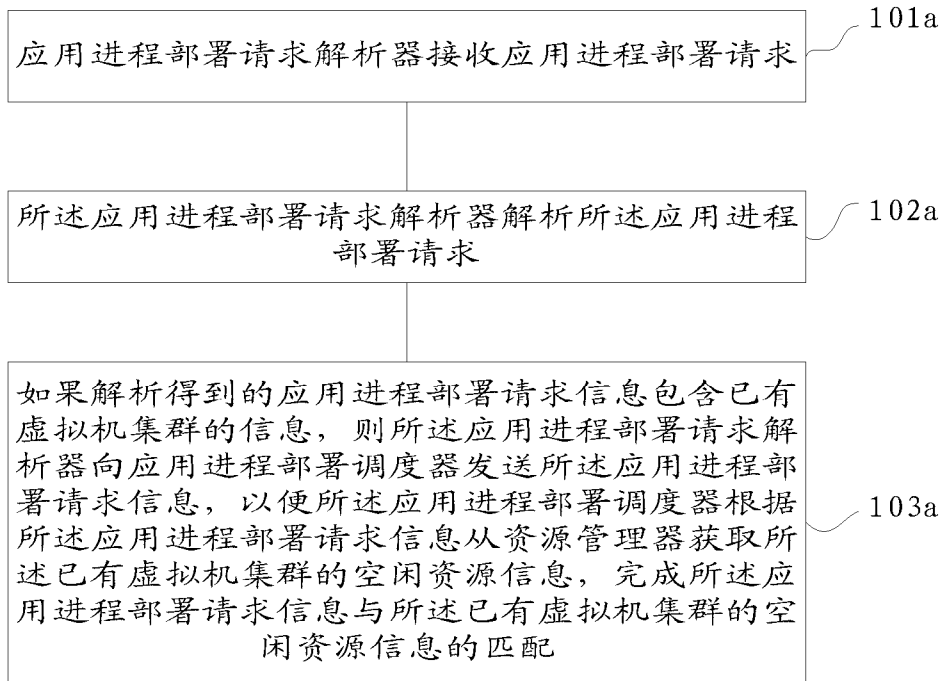 应用进程部署请求解析器接收应用进程部署请求
101a
所述应用进程部署请求解析器解析所述应用进程
部署请求
102a
如果解析得到的应用进程部署请求信息包含已有
虚拟机集群的信息，则所述应用进程部署请求解
析器向应用进程部署调度器发送所述应用进程部
署请求信息，以便所述应用进程部署调度器根据
所述应用进程部署请求信息从资源管理器获取所
述已有虚拟机集群的空闲资源信息，完成所述应
用进程部署请求信息与所述已有虚拟机集群的空
闲资源信息的匹配
103a